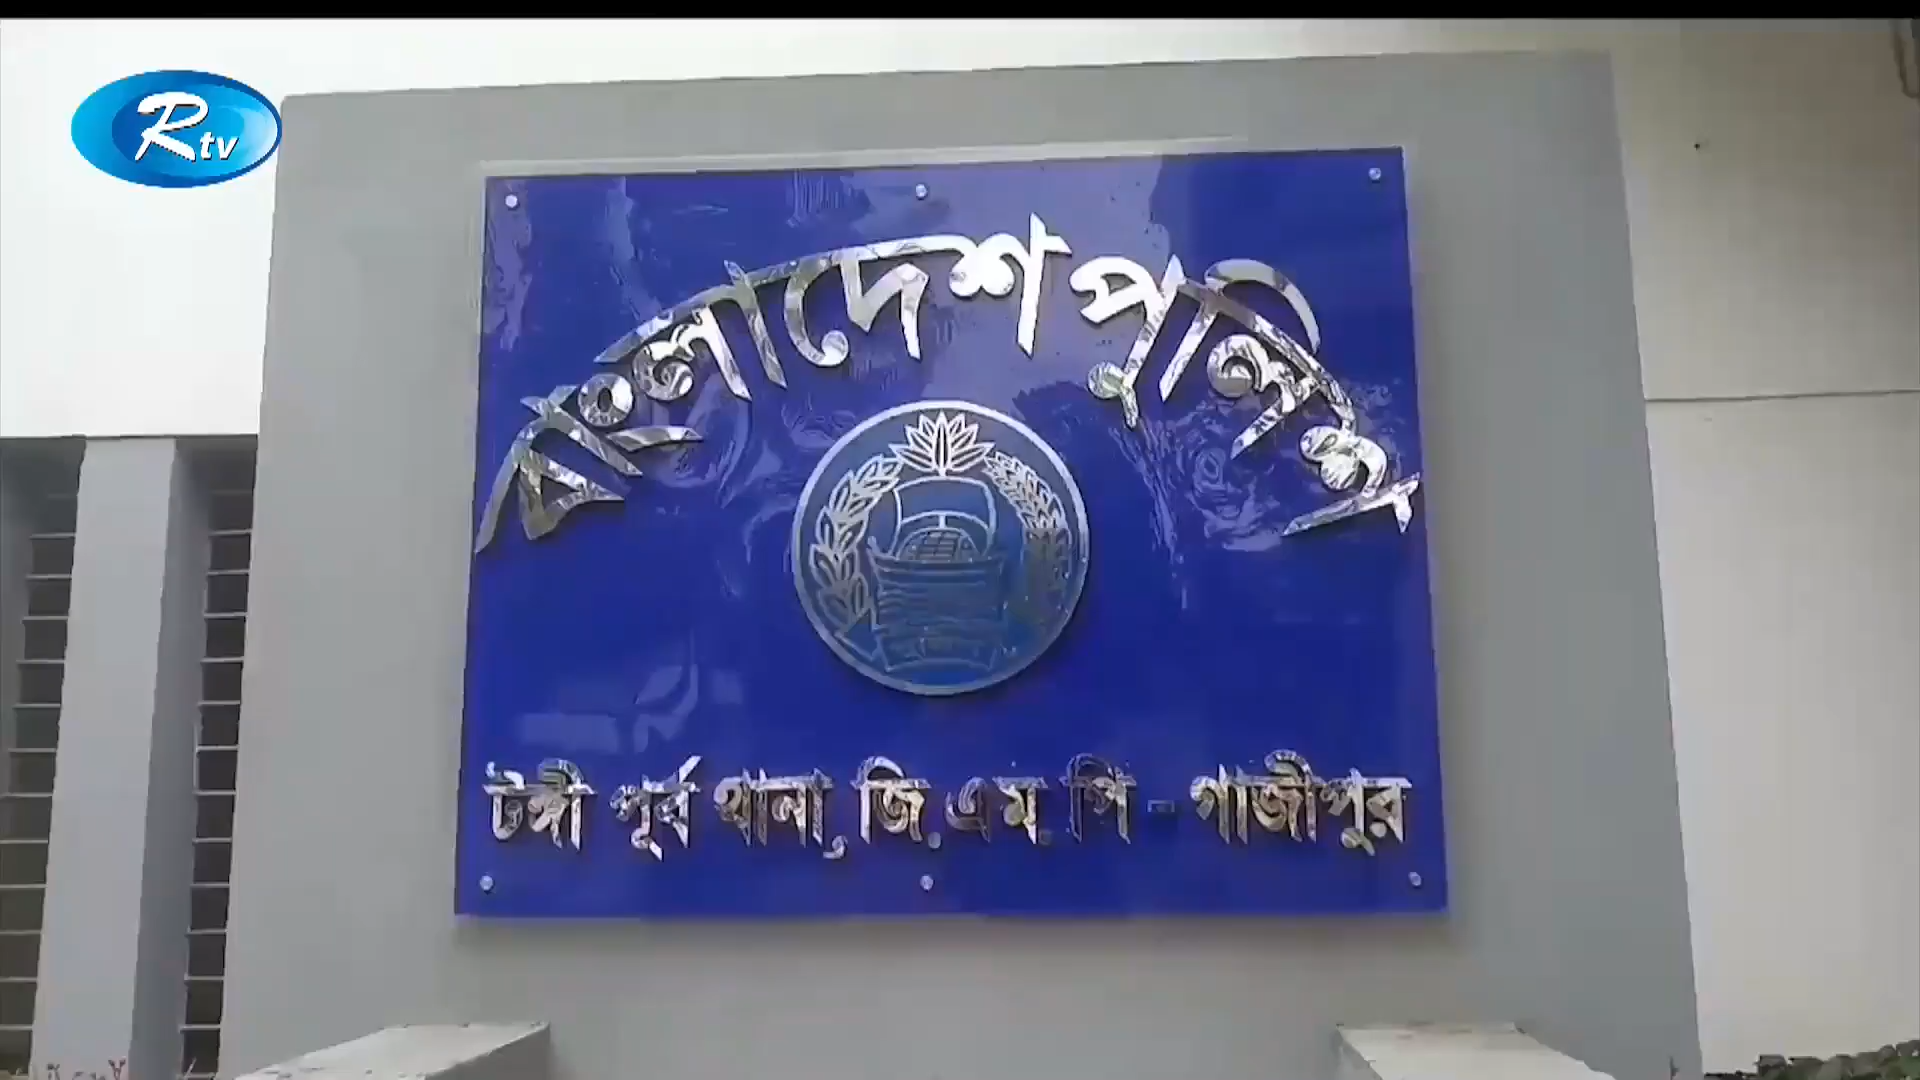 Rtv
বাংলাদেশ পুলিশ
টঙ্গী পূর্ব থানা, জি.এম.পি - গাজীপুর